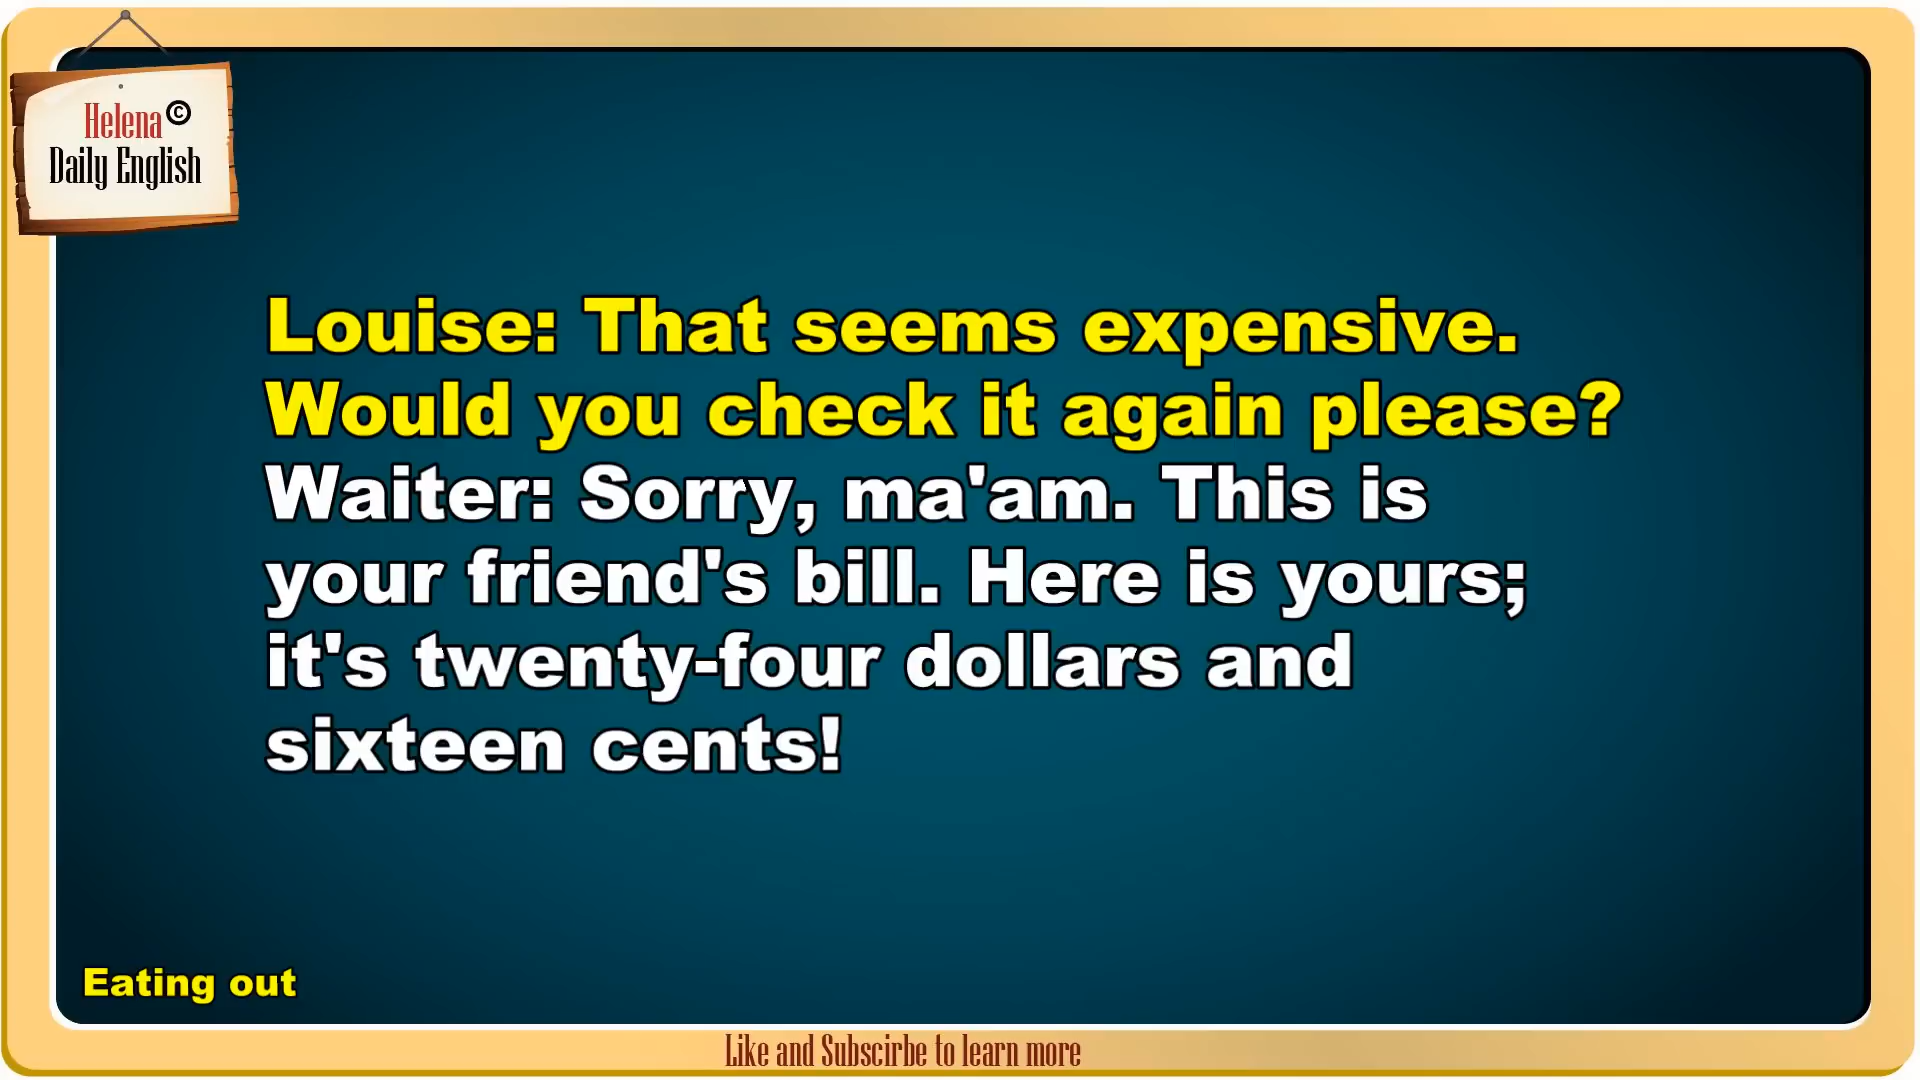 Helena©
Daily English
Louise: That seems expensive.
Would you check it again please?
Waiter: Sorry, ma'am. This is
your friend's bill. Here is yours;
it's twenty-four dollars and
sixteen cents!
Eating out
Like and Subscirbe to learn more